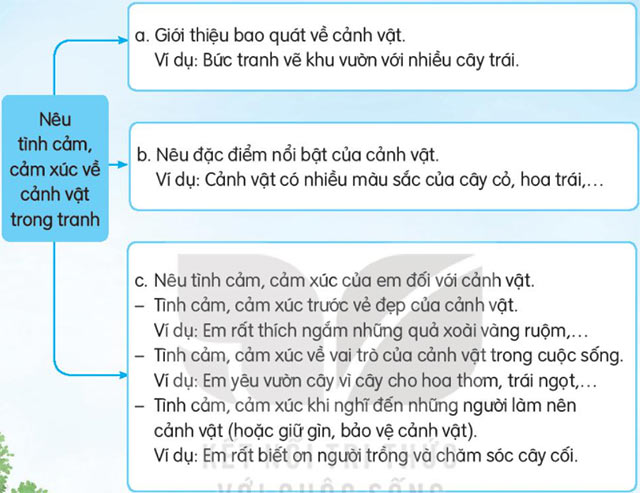 Nêu
tình cảm,
cảm xúc về
cảnh vật
trong tranh
a. Giới thiệu bao quát về cảnh vật.
Ví dụ: Bức tranh vẽ khu vườn với nhiều cây trái.
b. Nêu đặc điểm nổi bật của cảnh vật.
Ví dụ: Cảnh vật có nhiều màu sắc của cây cỏ, hoa trái,...
c. Nêu tình cảm, cảm xúc của em đối với cảnh vật.
– Tình cảm, cảm xúc trước vẻ đẹp của cảnh vật.
Ví dụ: Em rất thích ngắm những quả xoài vàng ruộm,...
– Tình cảm, cảm xúc về vai trò của cảnh vật trong cuộc sống.
Ví dụ: Em yêu vườn cây vì cây cho hoa thơm, trái ngọt,...
– Tình cảm, cảm xúc khi nghĩ đến những người làm nên
cảnh vật (hoặc giữ gìn, bảo vệ cảnh vật).
Ví dụ: Em rất biết ơn người trồng và chăm sóc cây cối.
KẾT NỐI TRI THỨC
VỚI CUỘC SỐNG